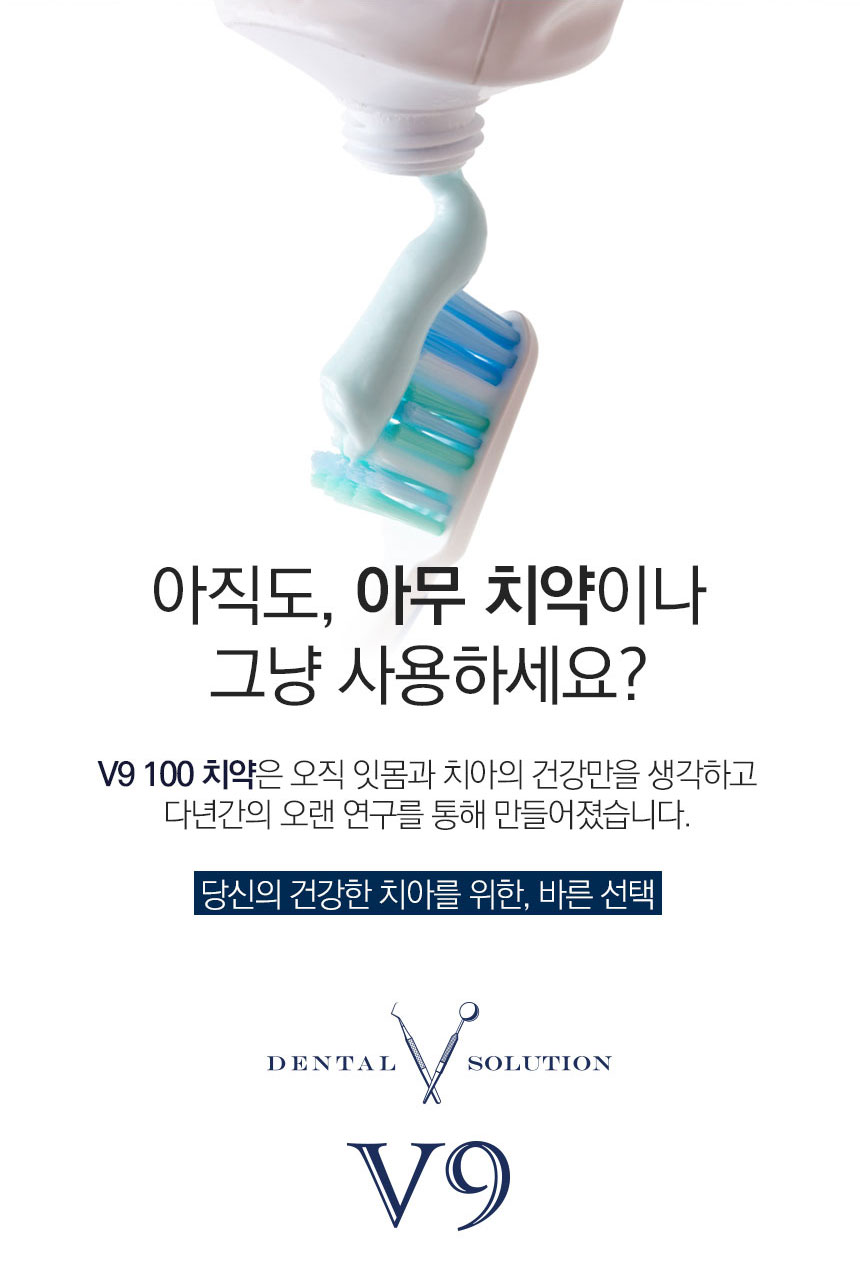 아직도, 아무 치약이나
그냥 사용하세요?
V9 100 치약은 오직 잇몸과 치아의 건강만을 생각하고
다년간의 오랜 연구를 통해 만들어졌습니다.
당신의 건강한 치아를 위한, 바른 선택
DENTAL SOLUTION
V9